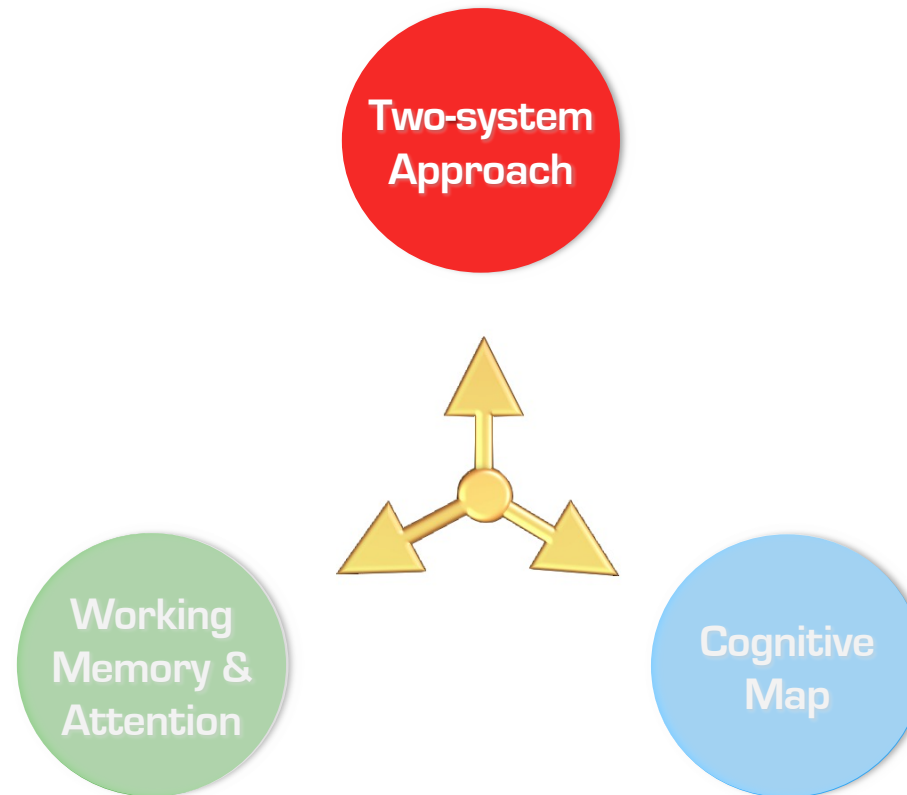 Two-system
Approach
Working
Memory &
Attention
Cognitive
Map